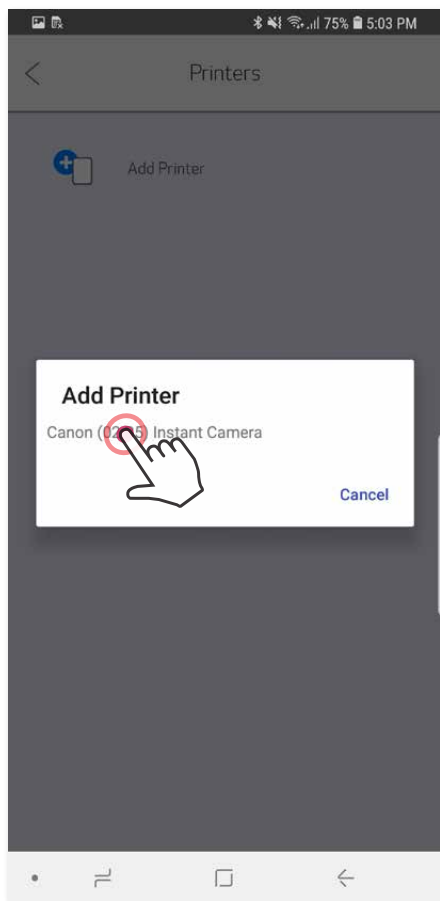 75% 5:03 PM
Printers
Add Printer
Add Printer
Canon ( Instant Camera
Cancel